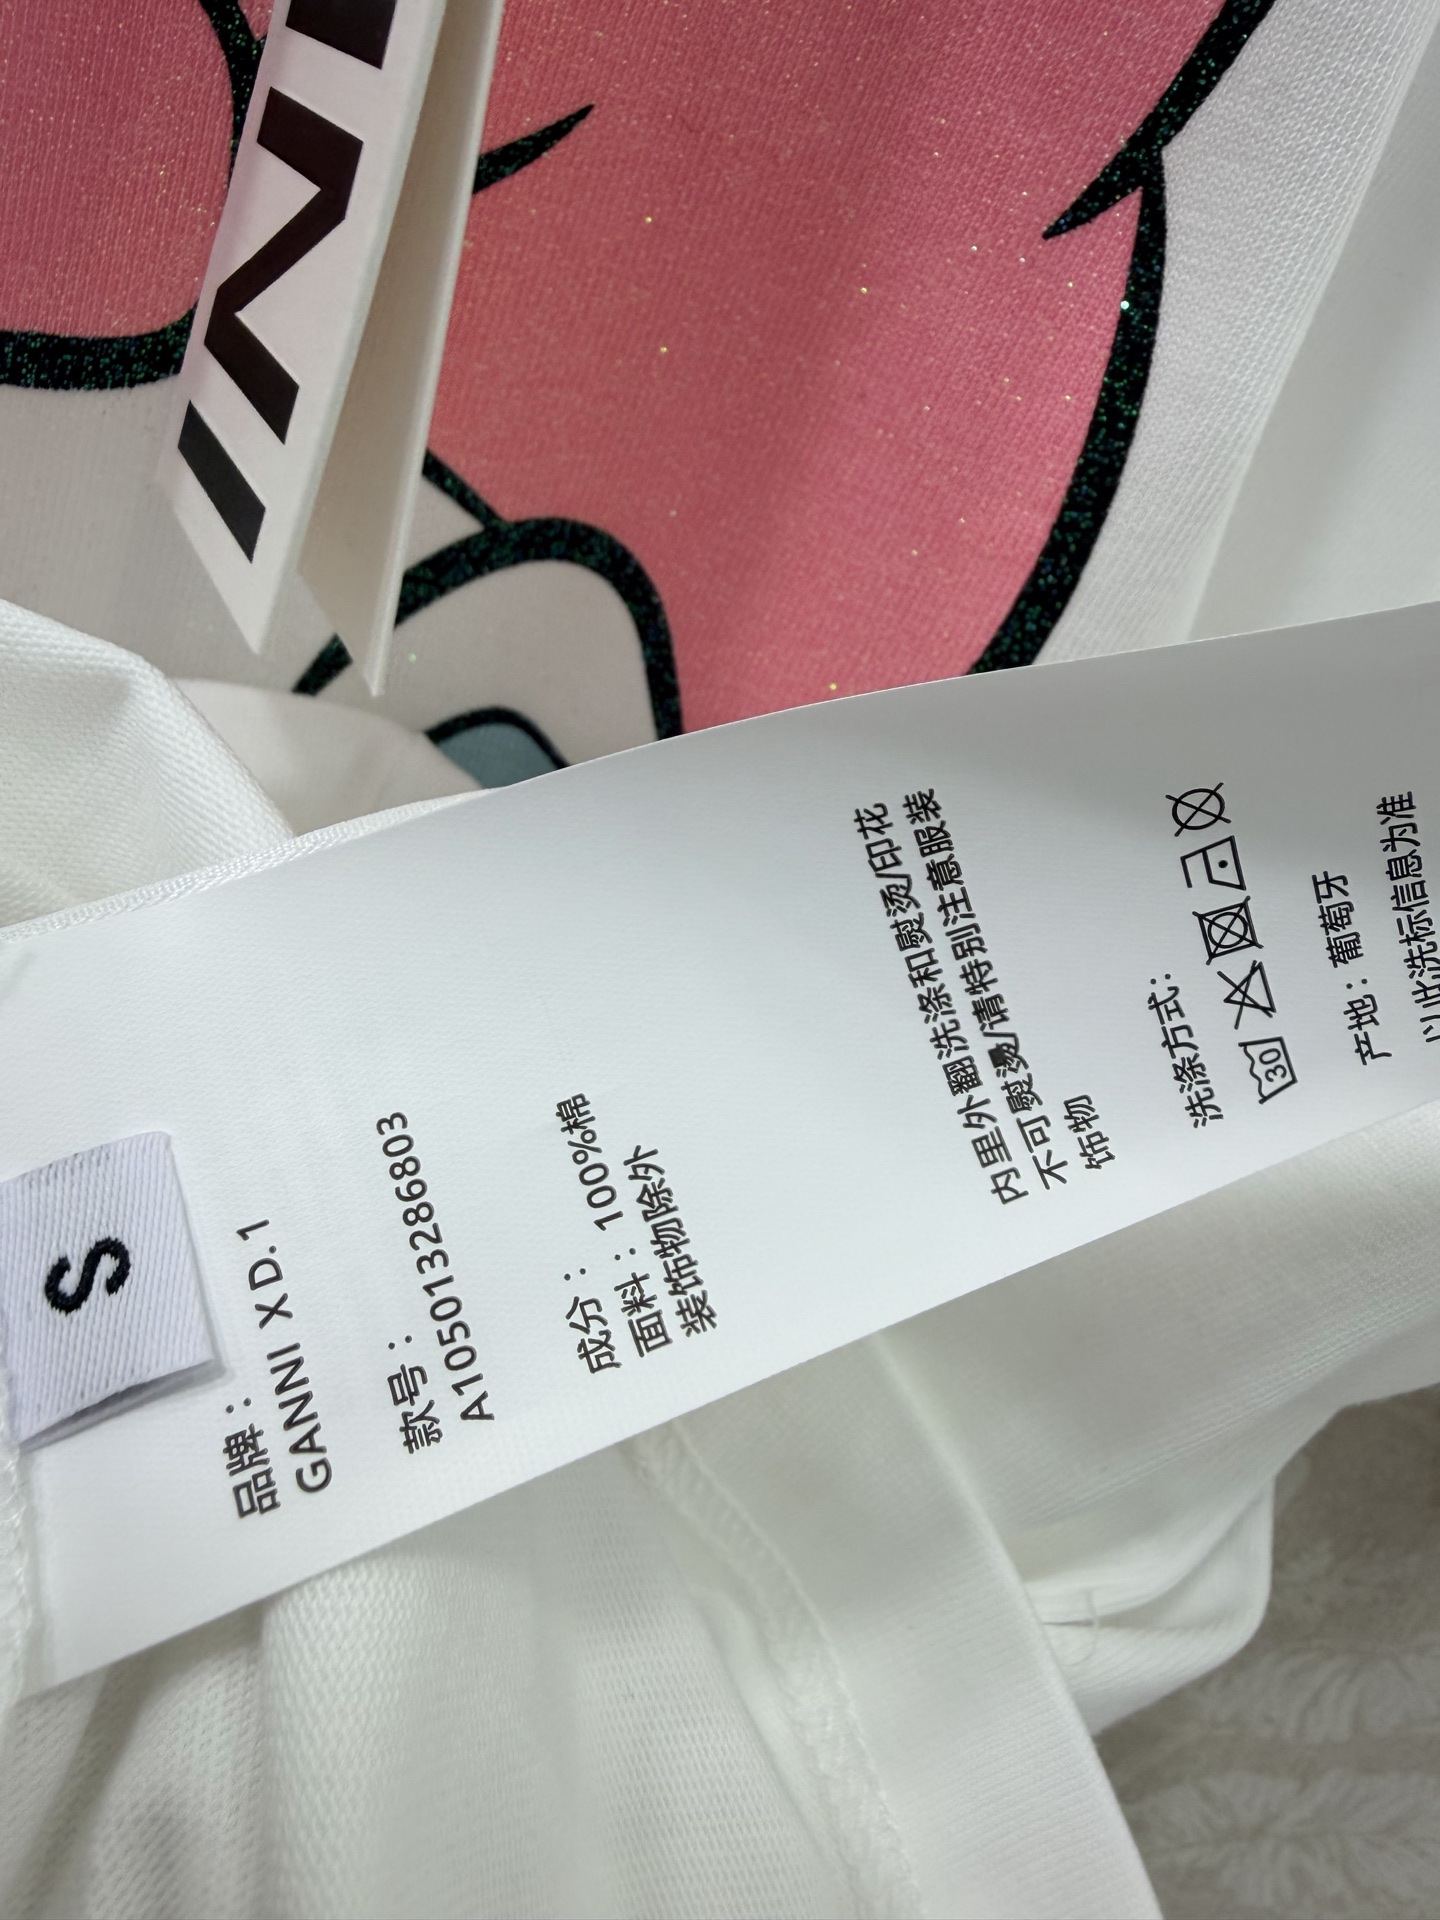 S
品牌：
GANNI X D.1
款号：
A1050132868​03
成分：
面料：100%棉
装饰物除外
内里外翻洗涤和熨烫/印花
不可熨烫/请特别注意服装
饰物
洗涤方式：
30
产地：葡萄牙
以此洗标信息为准